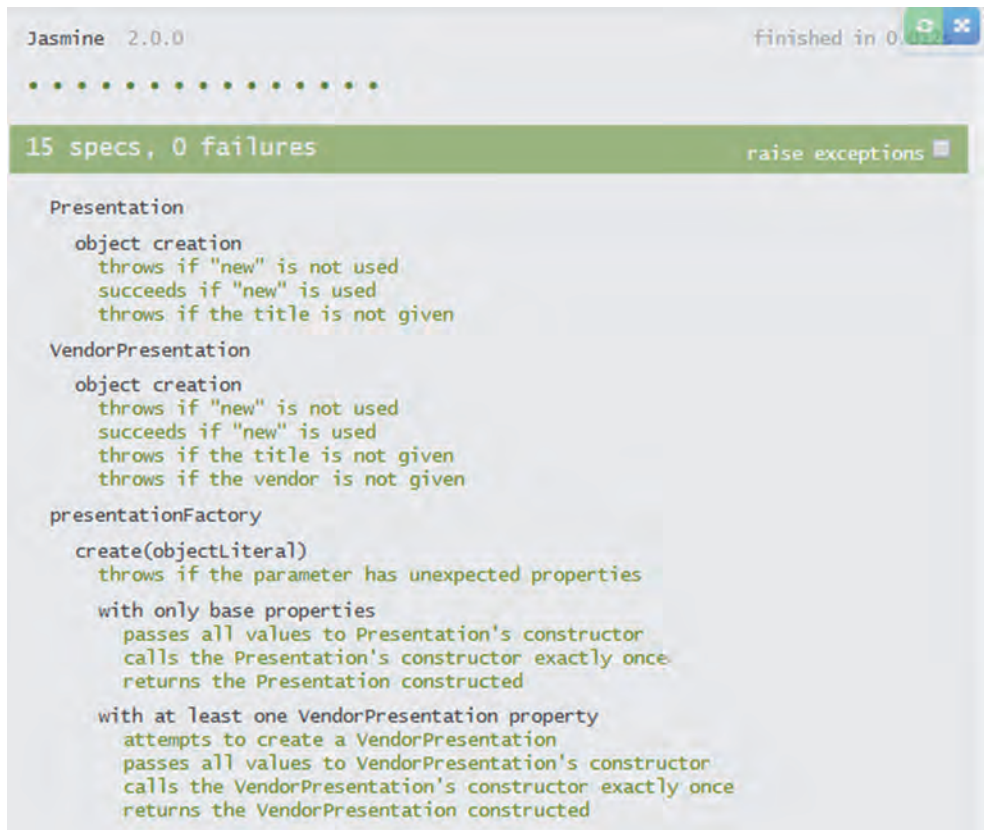 Jasmine 2.0.0 finished in 0.012s
15 specs, 0 failures raise exceptions
Presentation
object creation
throws if "new" is not used
succeeds if "new" is used
throws if the title is not given
VendorPresentation
object creation
throws if "new" is not used
succeeds if "new" is used
throws if the title is not given
throws if the vendor is not given
presentationFactory
create(objectLiteral)
throws if the parameter has unexpected properties
with only base properties
passes all values to Presentation's constructor
calls the Presentation's constructor exactly once
returns the Presentation constructed
with at least one VendorPresentation property
attempts to create a VendorPresentation
passes all values to VendorPresentation's constructor
calls the VendorPresentation's constructor exactly once
returns the VendorPresentation constructed